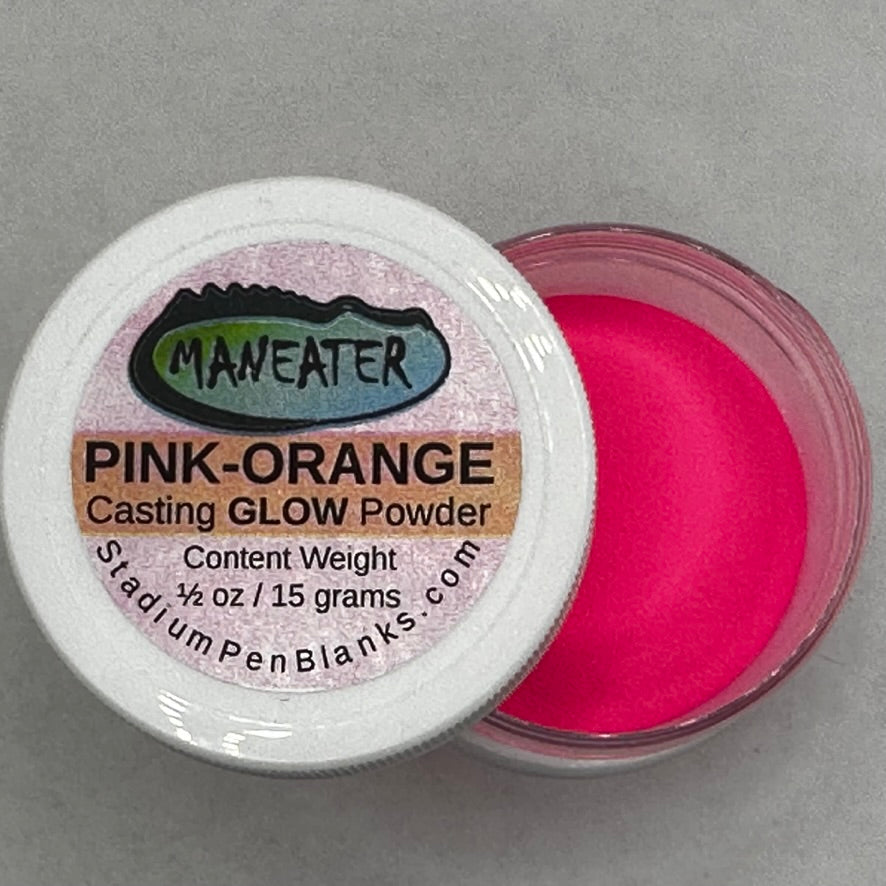 MANEATER
PINK-ORANGE
Casting GLOW Powder
Content Weight
½ oz / 15 grams
StadiumPenBlanks.com